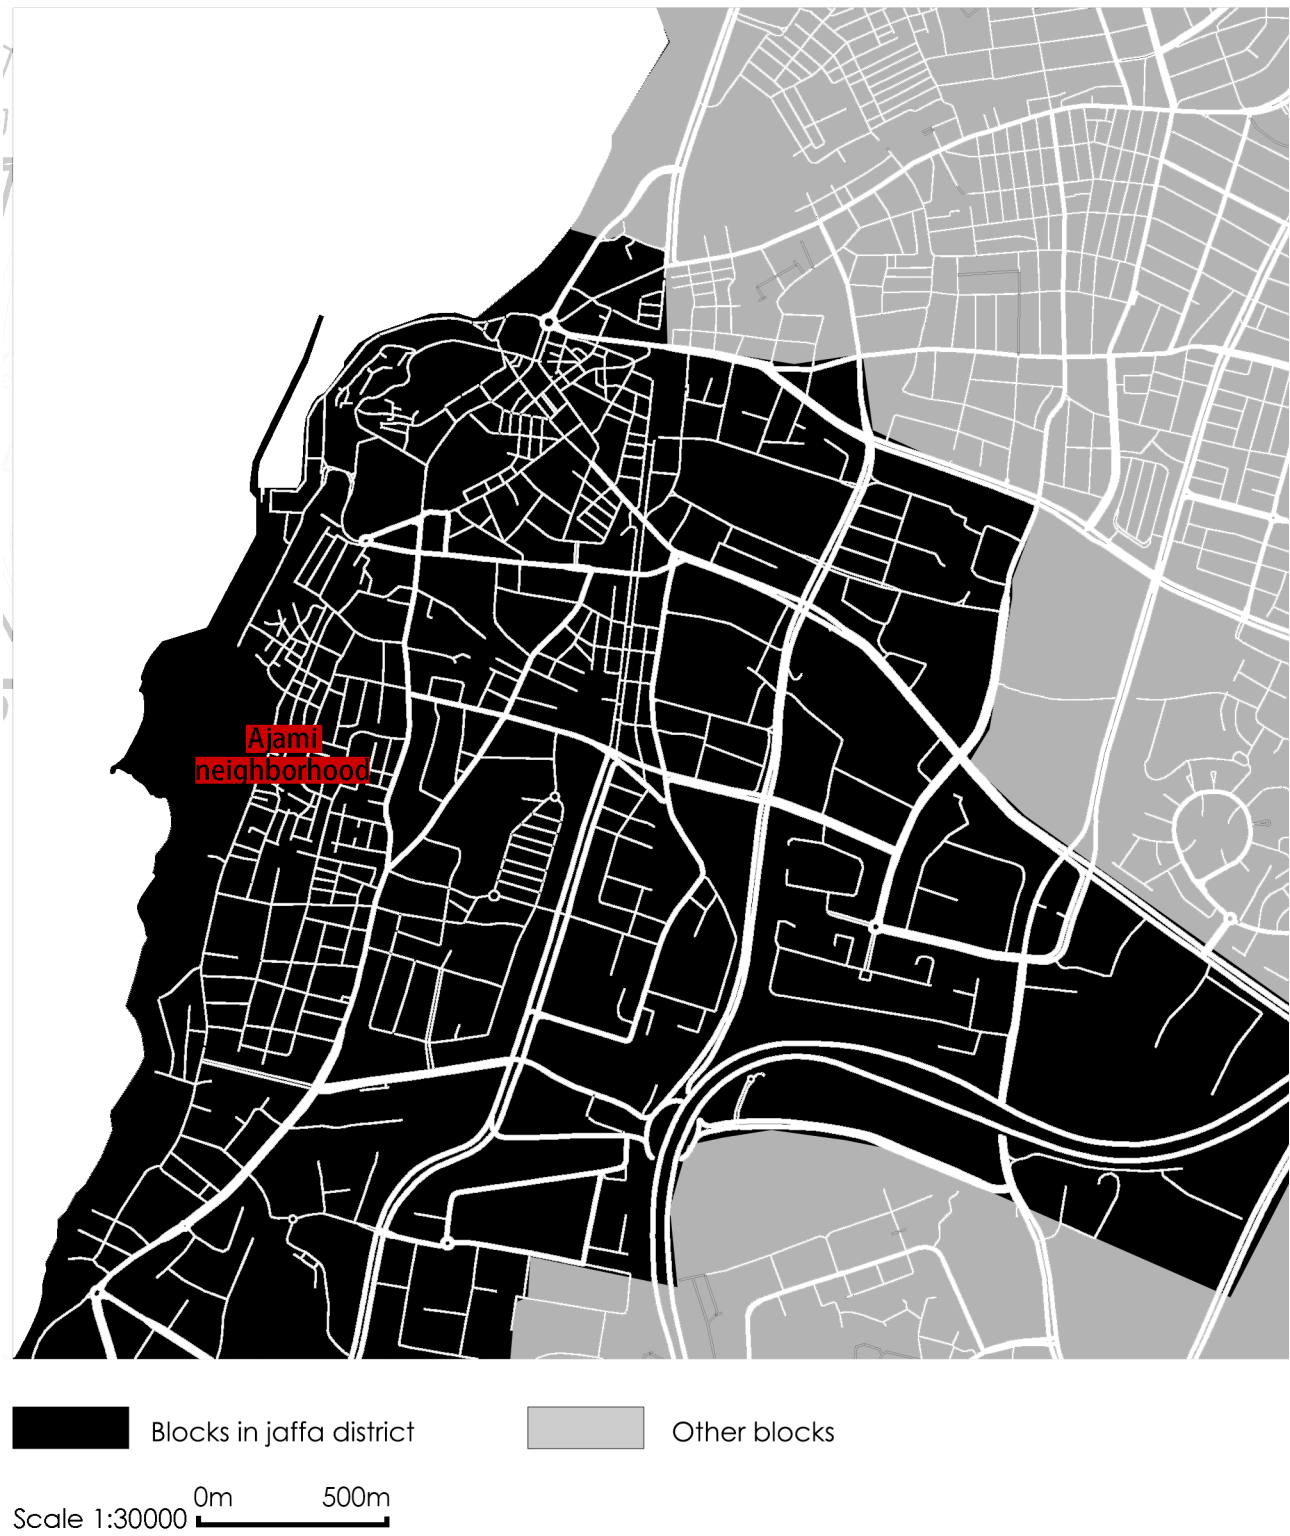 Ajami
neighborhood
Blocks in jaffa district
Other blocks
0m 500m
Scale 1:30000